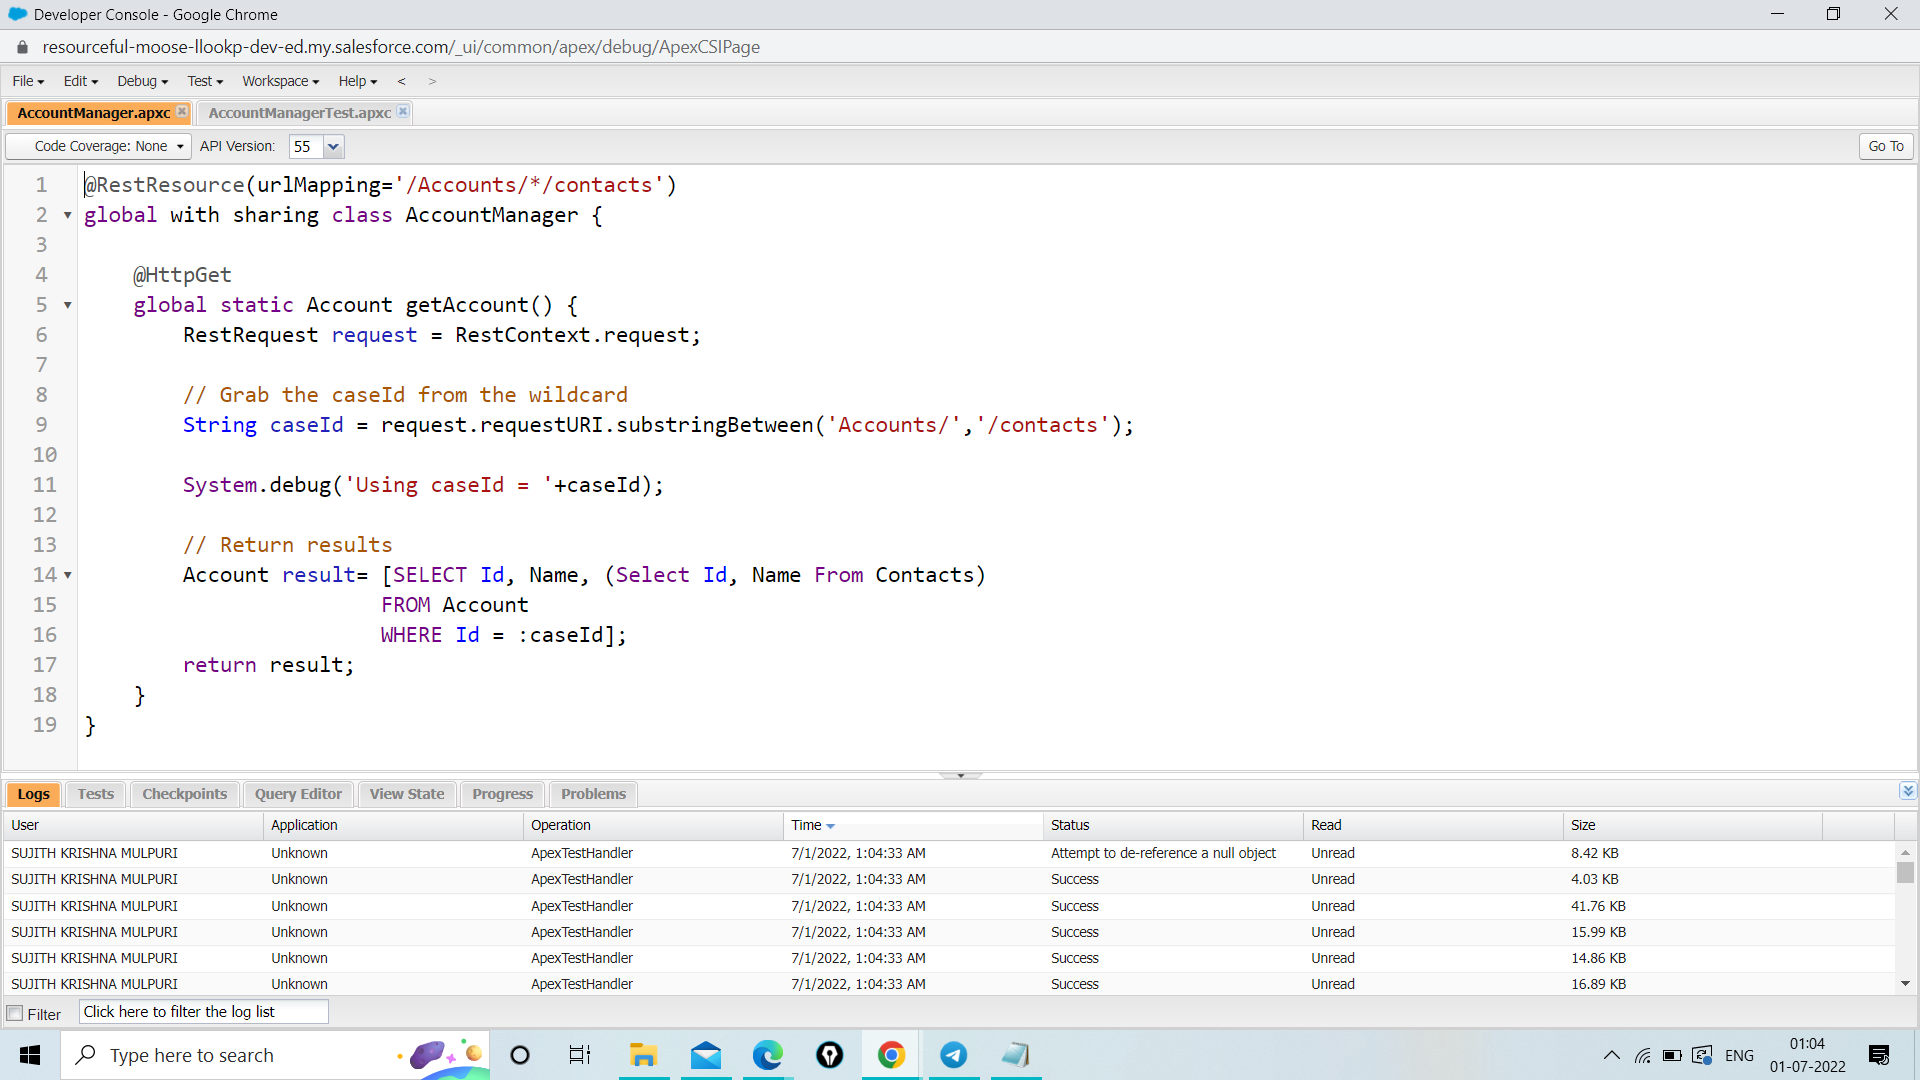 Developer Console - Google Chrome
resourceful-moose-llookp-dev-ed.my.salesforce.com/_ui/common/apex/debug/ApexCSIPage
File Edit Debug Test Workspace Help < >
AccountManager.apxc AccountManagerTest.apxc
Code Coverage: None API Version: 55 Go To
1 @RestResource(urlMapping='/Accounts/*/contacts')
2 global with sharing class AccountManager {
3
4 @HttpGet
5 global static Account getAccount() {
6 RestRequest request = RestContext.request;
7
8 // Grab the caseId from the wildcard
9 String caseId = request.requestURI.substringBetween('Accounts/','/contacts');
10
11 System.debug('Using caseId = '+caseId);
12
13 // Return results
14 Account result= [SELECT Id, Name, (Select Id, Name From Contacts)
15 FROM Account
16 WHERE Id = :caseId];
17 return result;
18 }
19 }
Logs Tests Checkpoints Query Editor View State Progress Problems
User Application Operation Time Status Read Size
SUJITH KRISHNA MULPURI Unknown ApexTestHandler 7/1/2022, 1:04:33 AM Attempt to de-reference a null object Unread 8.42 KB
SUJITH KRISHNA MULPURI Unknown ApexTestHandler 7/1/2022, 1:04:33 AM Success Unread 4.03 KB
SUJITH KRISHNA MULPURI Unknown ApexTestHandler 7/1/2022, 1:04:33 AM Success Unread 41.76 KB
SUJITH KRISHNA MULPURI Unknown ApexTestHandler 7/1/2022, 1:04:33 AM Success Unread 15.99 KB
SUJITH KRISHNA MULPURI Unknown ApexTestHandler 7/1/2022, 1:04:33 AM Success Unread 14.86 KB
SUJITH KRISHNA MULPURI Unknown ApexTestHandler 7/1/2022, 1:04:33 AM Success Unread 16.89 KB
Filter Click here to filter the log list
Type here to search
ENG
01:04
01-07-2022